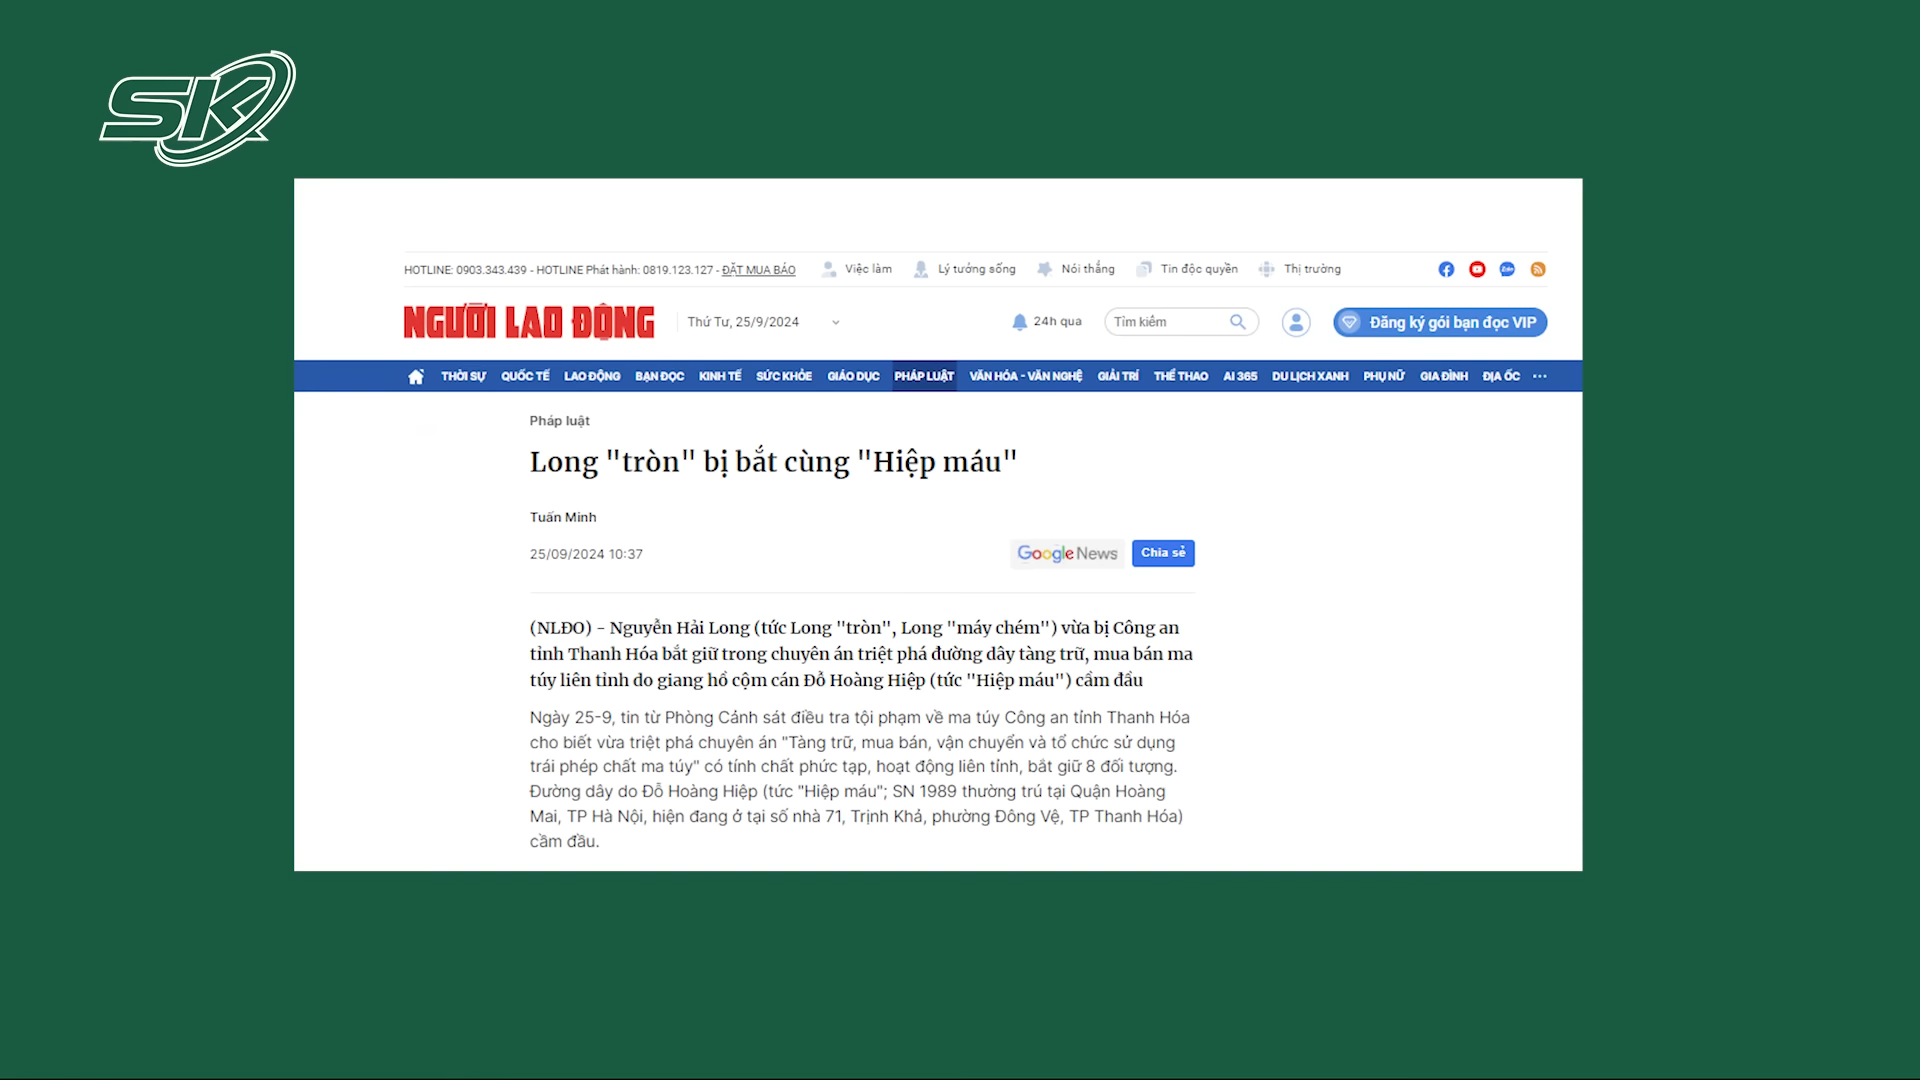 SK
HOTLINE: 0903.343.439 - HOTLINE Phát hành: 0819.123.127 - ĐẶT MUA BÁO Việc làm Lý tưởng sống Nói thẳng Tin độc quyền Thị trường
NGƯỜI LAO ĐỘNG Thứ Tư, 25/9/2024 24h qua Tìm kiếm Đăng ký gói bạn đọc VIP
THỜI SỰ QUỐC TẾ LAO ĐỘNG BẠN ĐỌC KINH TẾ SỨC KHỎE GIÁO DỤC PHÁP LUẬT VĂN HÓA - VĂN NGHỆ GIẢI TRÍ THỂ THAO AI 365 DU LỊCH XANH PHỤ NỮ GIA ĐÌNH ĐỊA ỐC ...
Pháp luật
Long "tròn" bị bắt cùng "Hiệp máu"
Tuấn Minh
25/09/2024 10:37 Google News Chia sẻ
(NLĐO) - Nguyễn Hải Long (tức Long "tròn", Long "máy chém") vừa bị Công an
tỉnh Thanh Hóa bắt giữ trong chuyên án triệt phá đường dây tàng trữ, mua bán ma
túy liên tỉnh do giang hồ cộm cán Đỗ Hoàng Hiệp (tức "Hiệp máu") cầm đầu
Ngày 25-9, tin từ Phòng Cảnh sát điều tra tội phạm về ma túy Công an tỉnh Thanh Hóa
cho biết vừa triệt phá chuyên án "Tàng trữ, mua bán, vận chuyển và tổ chức sử dụng
trái phép chất ma túy" có tính chất phức tạp, hoạt động liên tỉnh, bắt giữ 8 đối tượng.
Đường dây do Đỗ Hoàng Hiệp (tức "Hiệp máu"; SN 1989 thường trú tại Quận Hoàng
Mai, TP Hà Nội, hiện đang ở tại số nhà 71, Trịnh Khả, phường Đông Vệ, TP Thanh Hóa)
cầm đầu.